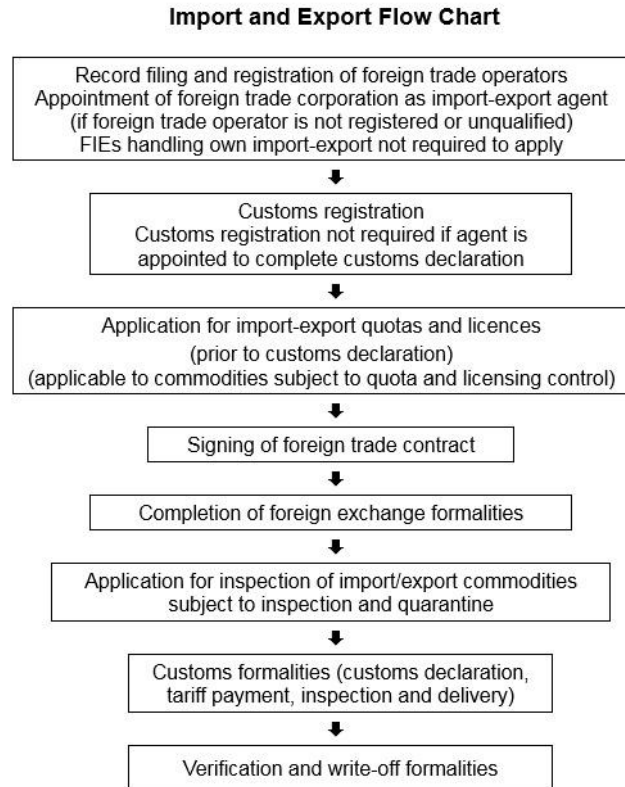 Import and Export Flow Chart
Record filing and registration of foreign trade operators
Appointment of foreign trade corporation as import-export agent
(if foreign trade operator is not registered or unqualified)
FIEs handling own import-export not required to apply
Customs registration
Customs registration not required if agent is
appointed to complete customs declaration
Application for import-export quotas and licences
(prior to customs declaration)
(applicable to commodities subject to quota and licensing control)
Signing of foreign trade contract
Completion of foreign exchange formalities
Application for inspection of import/export commodities
subject to inspection and quarantine
Customs formalities (customs declaration,
tariff payment, inspection and delivery)
Verification and write-off formalities